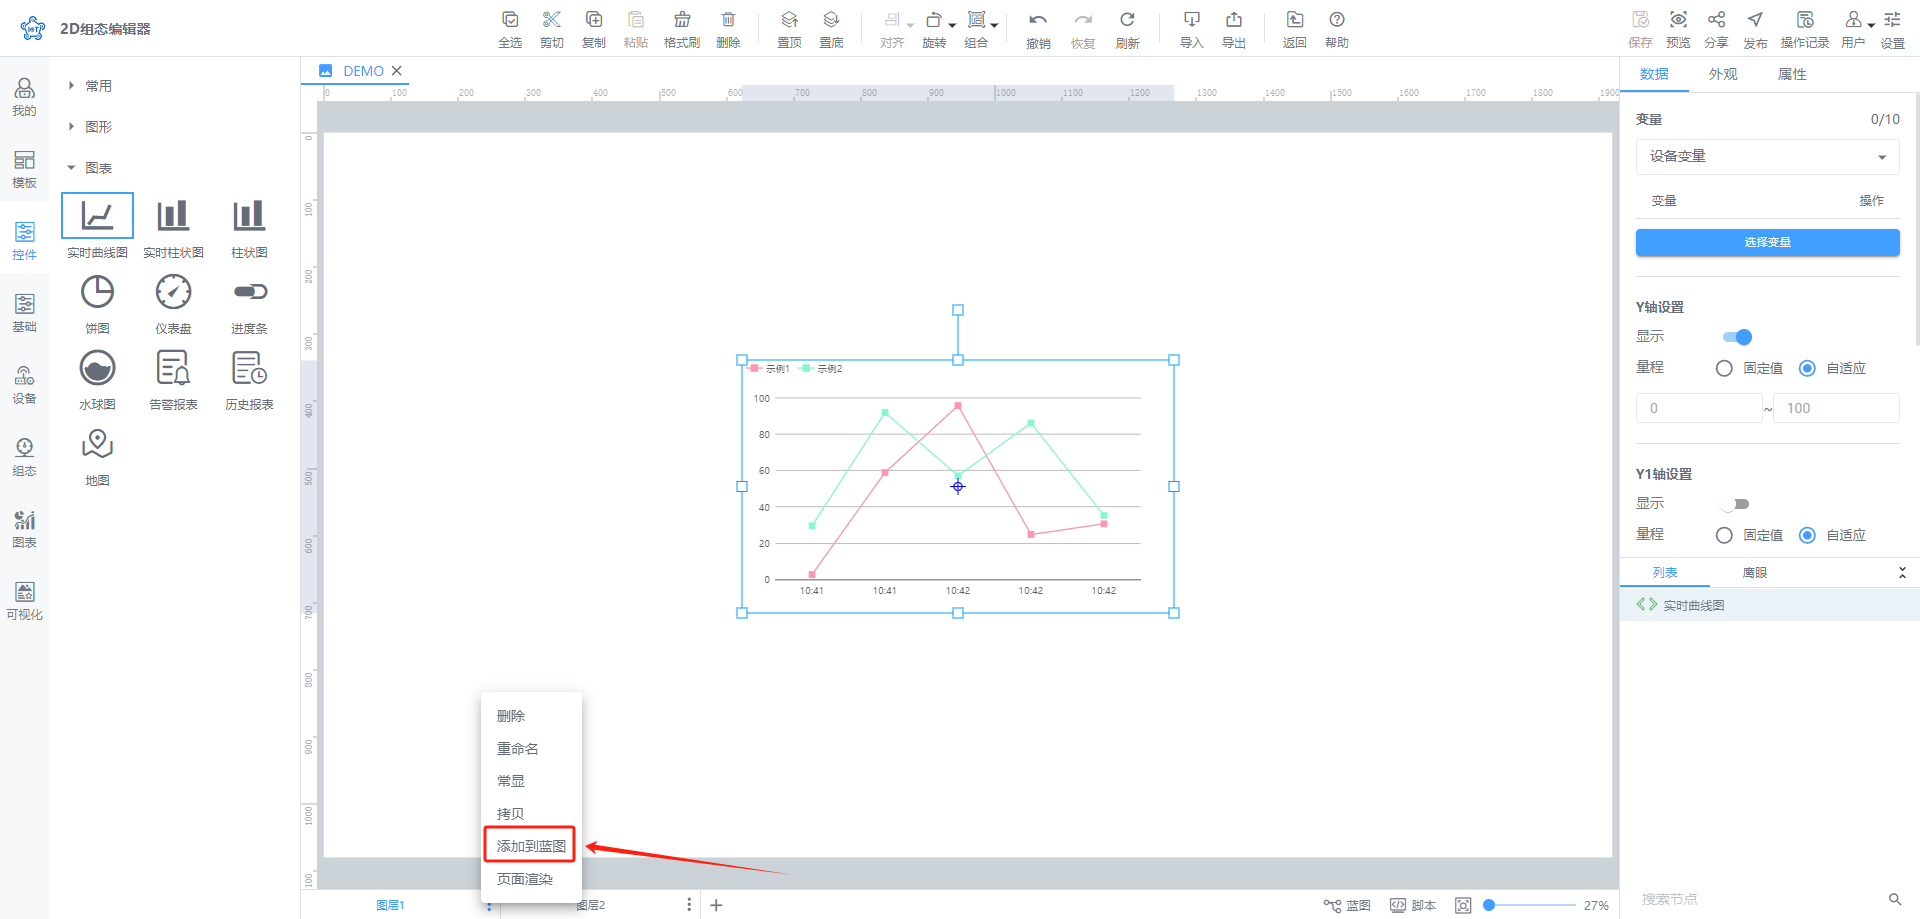 2D组态编辑器
全选 剪切 复制 粘贴 格式刷 删除 置顶 置底 对齐 旋转 组合 撤销 恢复 刷新 导入 导出 返回 帮助
保存 预览 分享 发布 操作记录 用户 设置
我的
模板
控件
基础
设备
组态
图表
可视化
常用
图形
图表
实时曲线图 实时柱状图 柱状图
饼图 仪表盘 进度条
水球图 告警报表 历史报表
地图
DEMO
0 100 200 300 400 500 600 700 800 900 1000 1100 1200 1300 1400 1500 1600 1700 1800 1900
0
100
200
300
400
500
600
700
800
900
1000
示例1 示例2
100
80
60
40
20
0
10:41 10:41 10:42 10:42 10:42
删除
重命名
常显
拷贝
添加到蓝图
页面渲染
图层1 图层2
蓝图 脚本 27%
数据 外观 属性
变量 0/10
设备变量
变量 操作
选择变量
Y轴设置
显示
量程 固定值 自适应
0 ~ 100
Y1轴设置
显示
量程 固定值 自适应
列表 鹰眼
实时曲线图
搜索节点